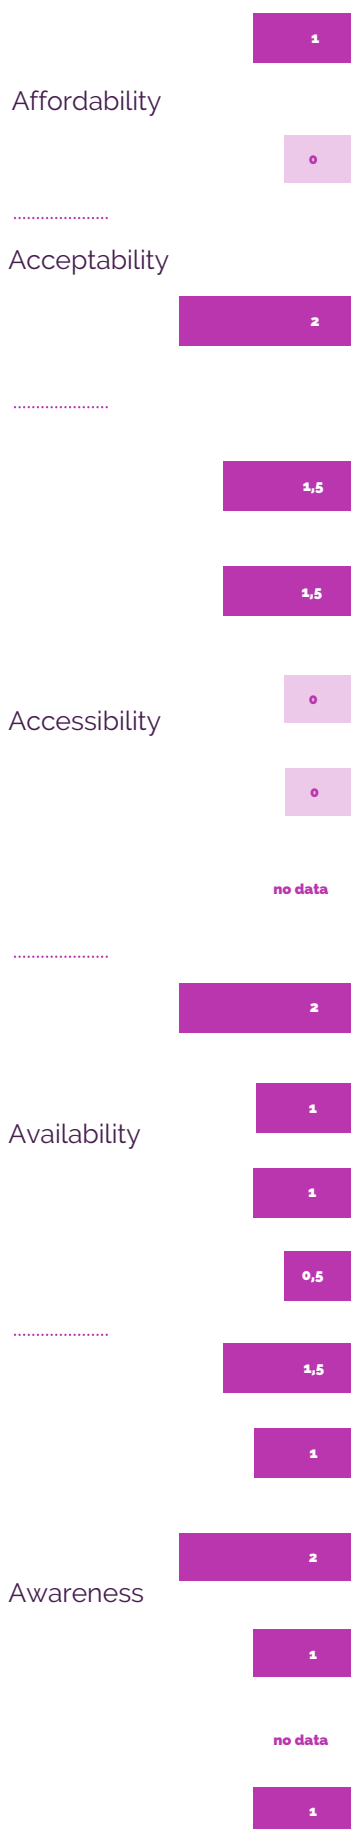 1
Affordability
0
Acceptability
2
1,5
1,5
0
Accessibility
0
no data
2
1
Availability
1
0,5
1,5
1
2
Awareness
1
no data
1